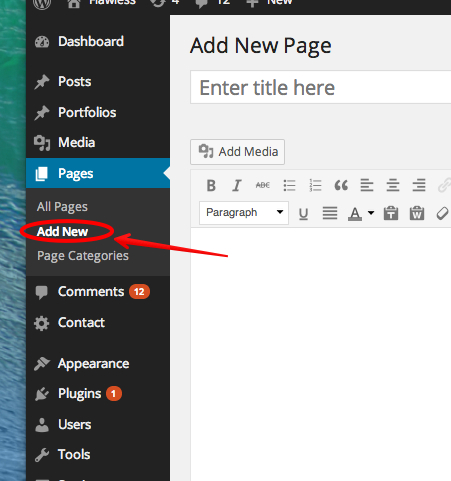 Flawless 4 12 New
Dashboard
Posts
Portfolios
Media
Pages
All Pages
Add New
Page Categories
Comments 12
Contact
Appearance
Plugins 1
Users
Tools
Add New Page
Enter title here
Add Media
B I ABC
Paragraph U A T W